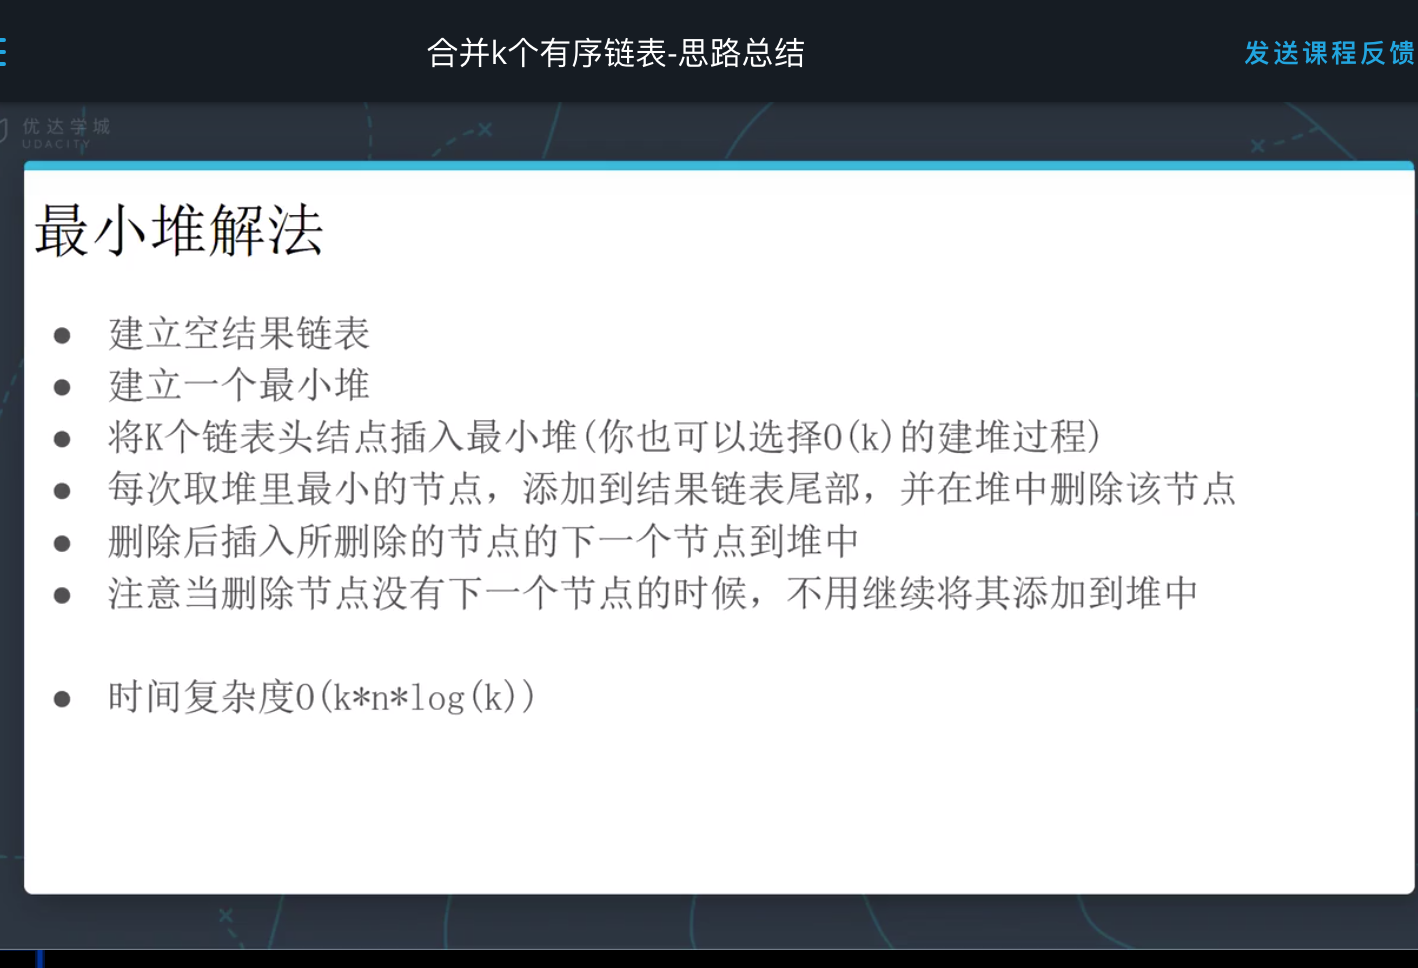 合并k个有序链表-思路总结
发送课程反馈
优达学城
UDACITY
最小堆解法
● 建立空结果链表
● 建立一个最小堆
● 将K个链表头结点插入最小堆(你也可以选择O(k)的建堆过程)
● 每次取堆里最小的节点，添加到结果链表尾部，并在堆中删除该节点
● 删除后插入所删除的节点的下一个节点到堆中
● 注意当删除节点没有下一个节点的时候，不用继续将其添加到堆中
● 时间复杂度O(k*n*log(k))